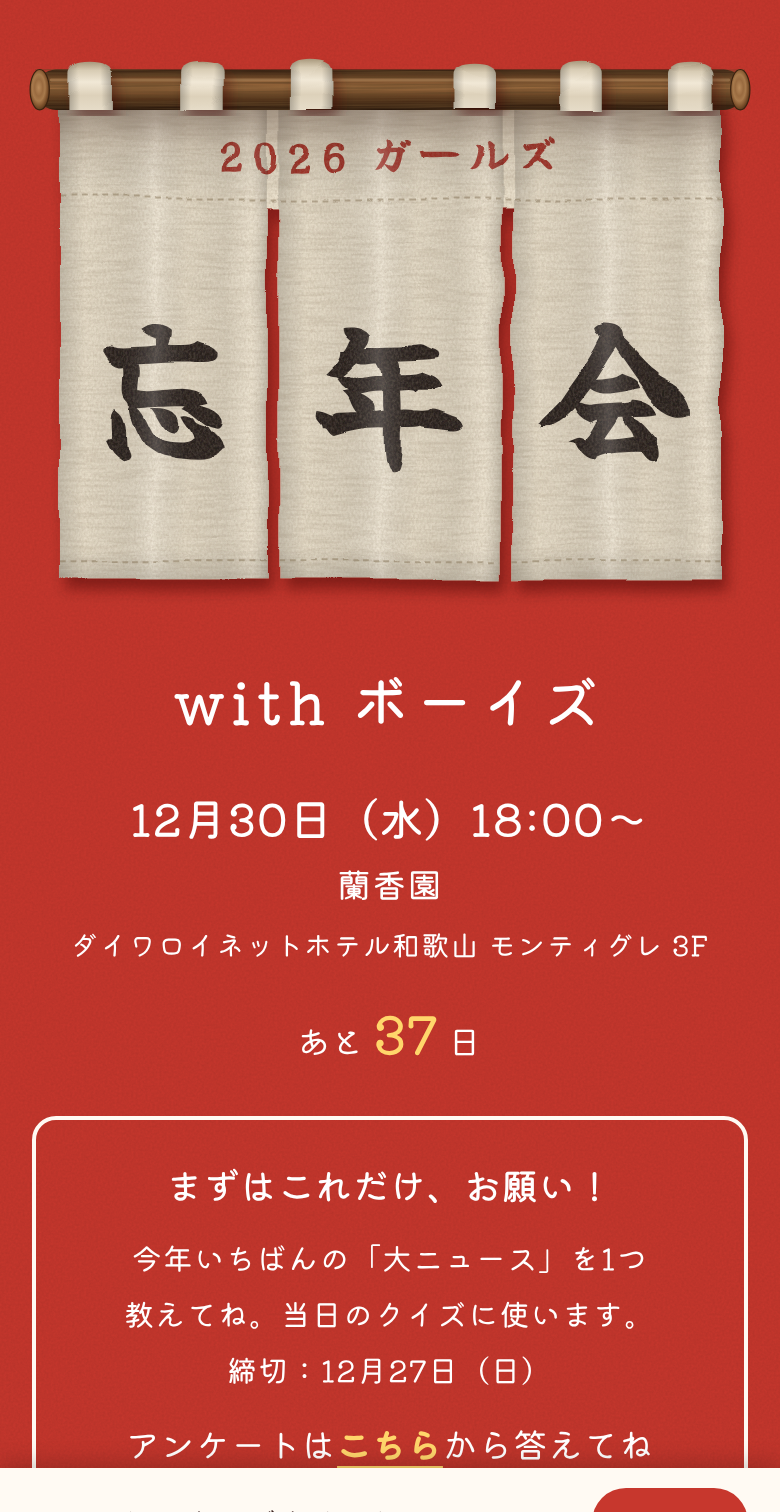 2026 ガールズ
忘年会
with ボーイズ
12月30日（水）18:00〜
蘭香園
ダイワロイネットホテル和歌山 モンティグレ 3F
あと 37 日
まずはこれだけ、お願い！
今年いちばんの「大ニュース」を1つ
教えてね。当日のクイズに使います。
締切：12月27日（日）
アンケートはこちらから答えてね